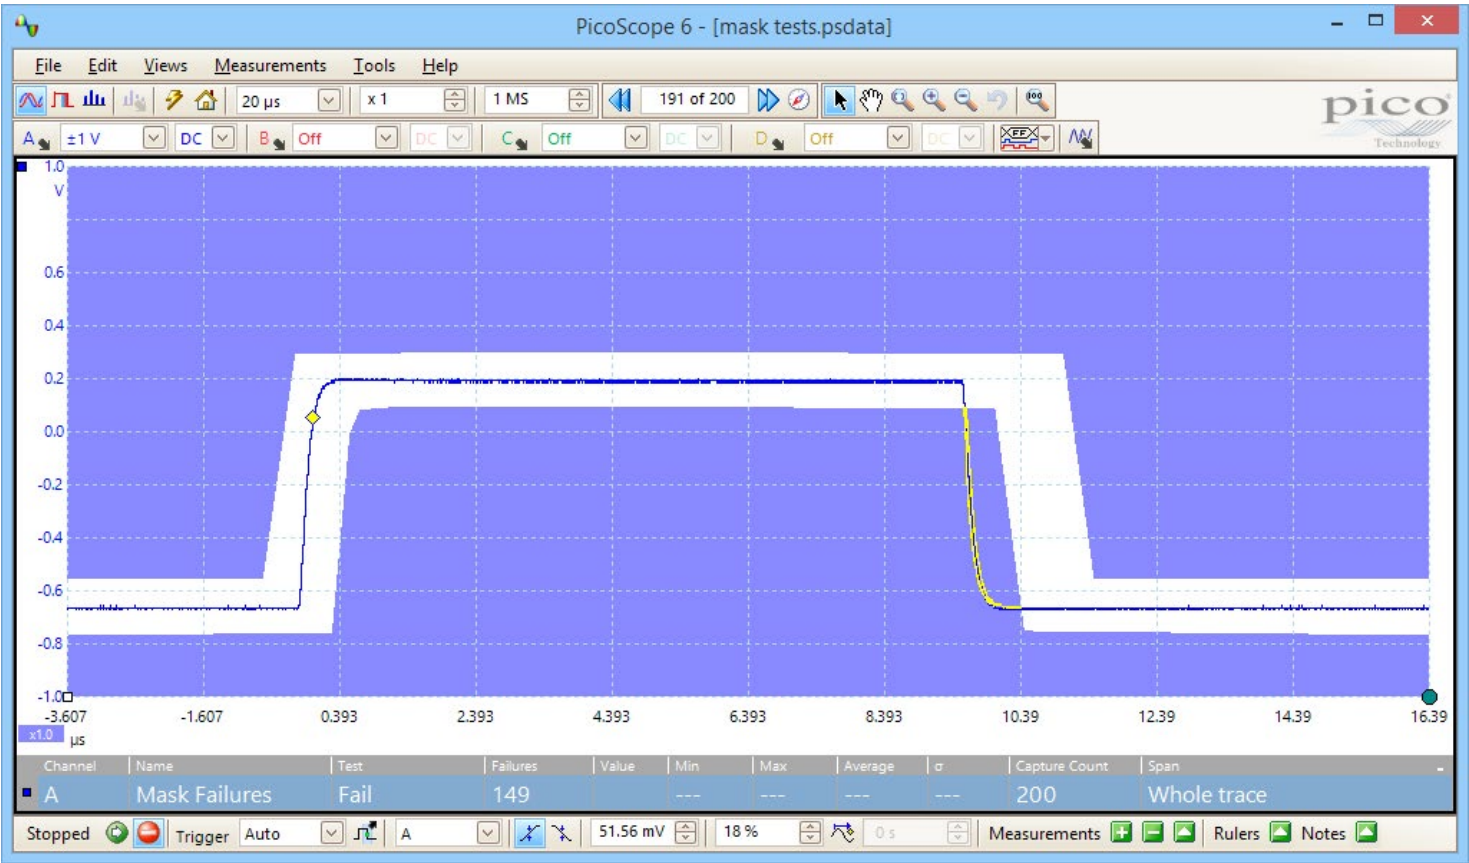 PicoScope 6 - [mask tests.psdata]
File Edit Views Measurements Tools Help
20 µs x 1 1 MS 191 of 200
pico
Technology
A ±1 V DC B Off DC C Off DC D Off DC
1.0
V
0.6
0.4
0.2
0.0
-0.2
-0.4
-0.6
-0.8
-1.0
-3.607 -1.607 0.393 2.393 4.393 6.393 8.393 10.39 12.39 14.39 16.39
x1.0 µs
Channel Name Test Failures Value Min Max Average σ Capture Count Span
A Mask Failures Fail 149 --- --- --- --- 200 Whole trace
Stopped Trigger Auto A 51.56 mV 18 % 0 s Measurements Rulers Notes